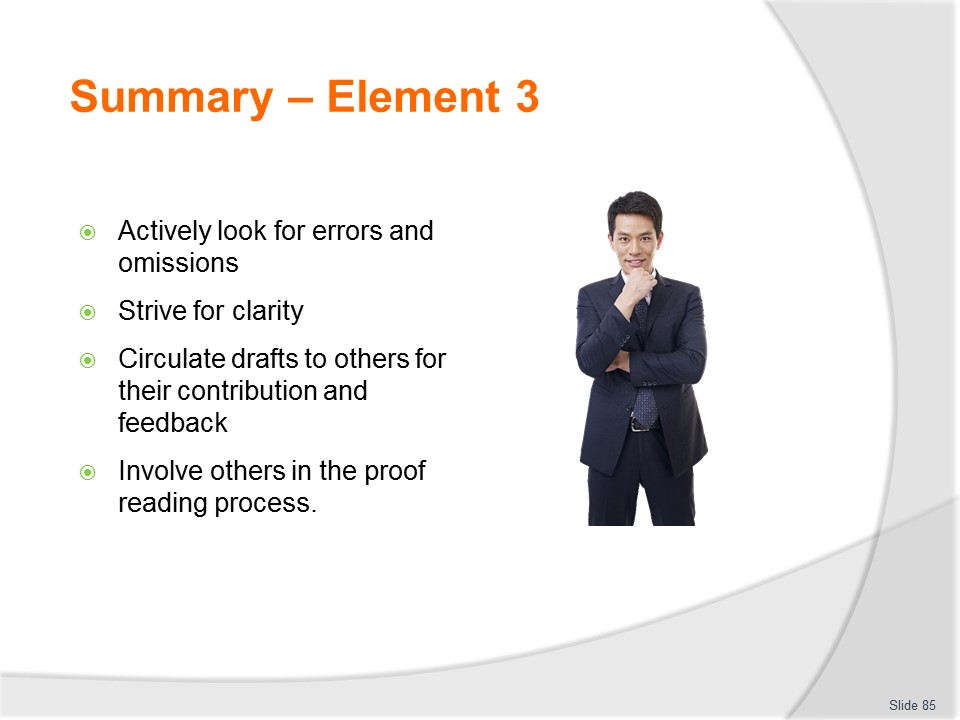 Summary – Element 3
Actively look for errors and
omissions
Strive for clarity
Circulate drafts to others for
their contribution and
feedback
Involve others in the proof
reading process.
Slide 85